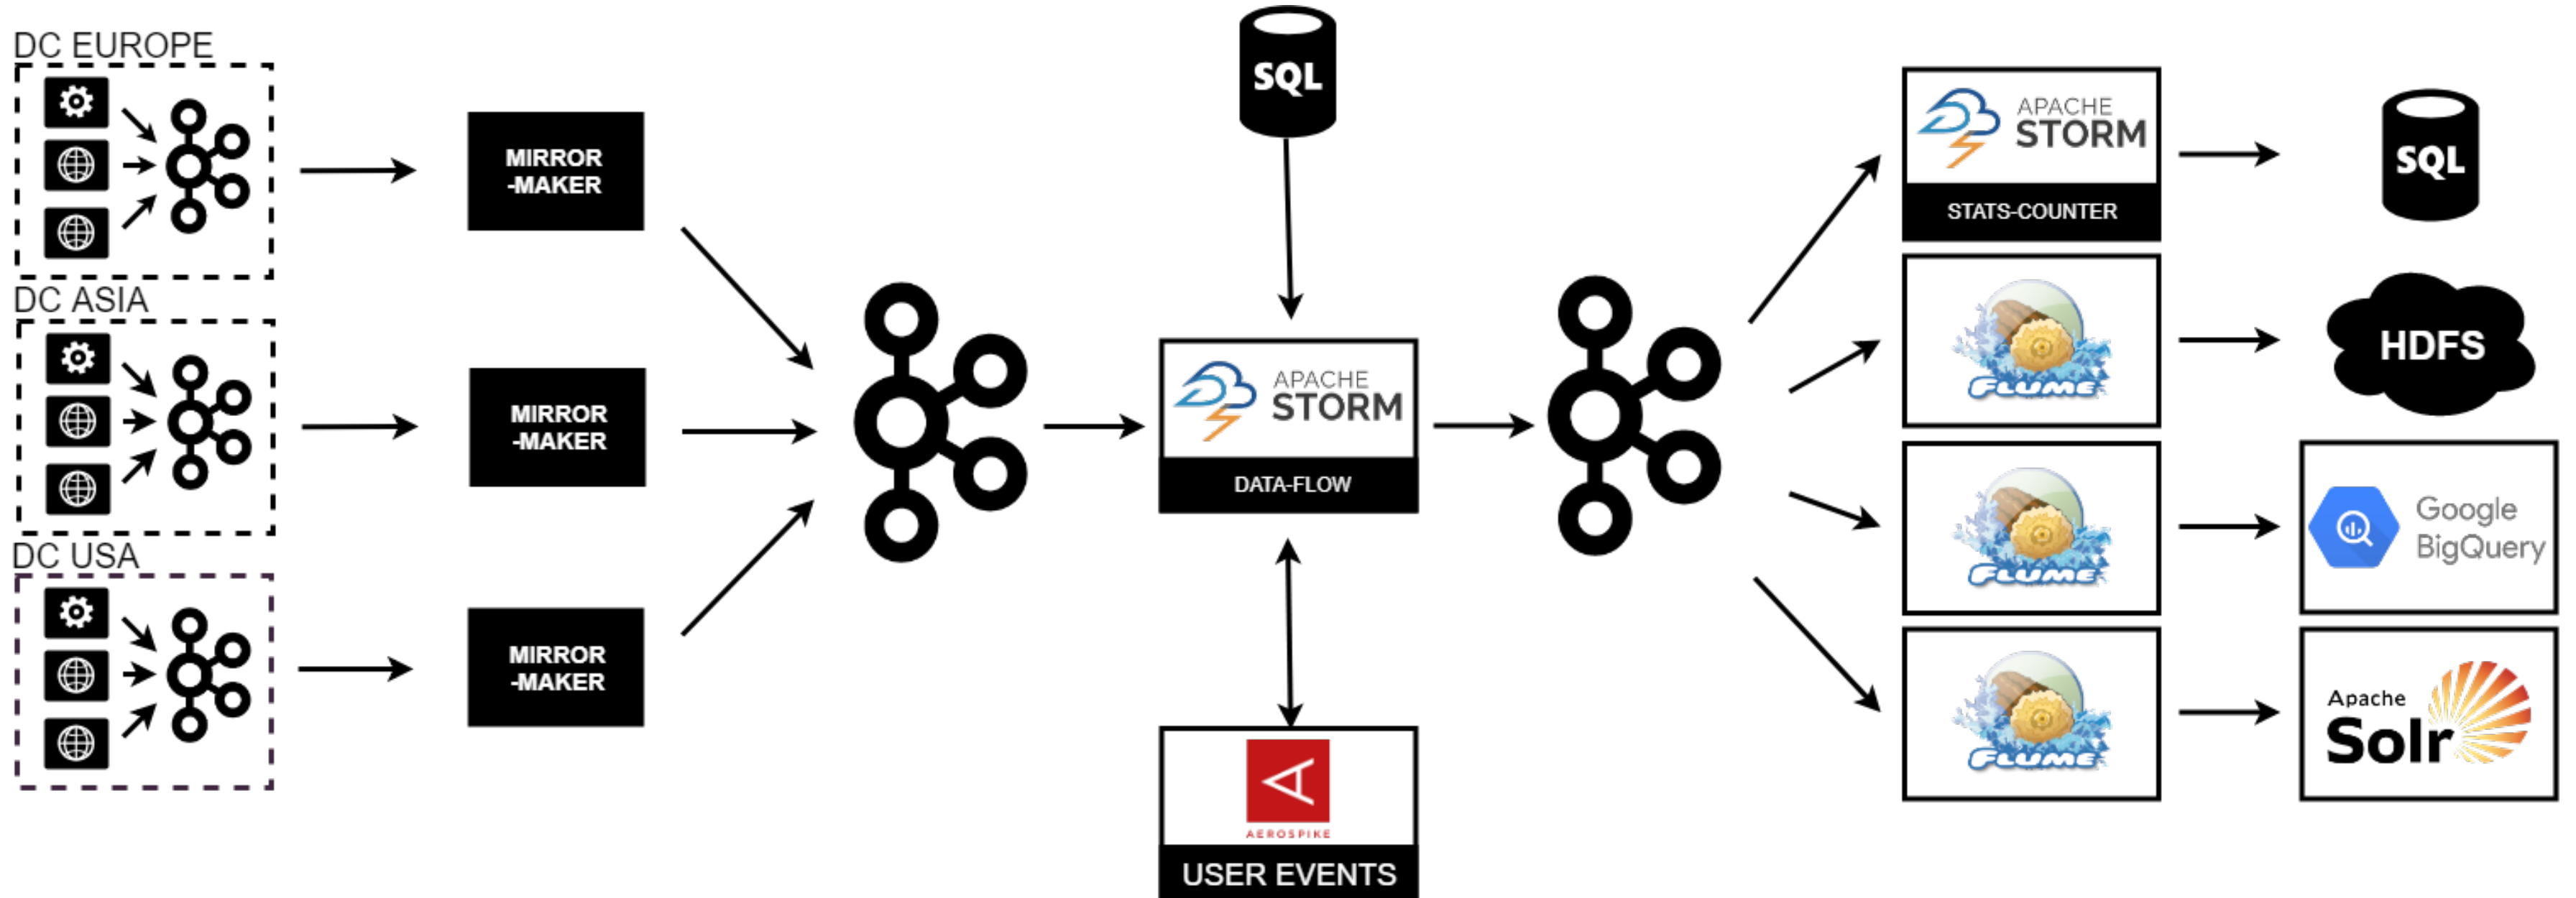 DC EUROPE
MIRROR
-MAKER
DC ASIA
MIRROR
-MAKER
DC USA
MIRROR
-MAKER
SQL
APACHE
STORM
DATA-FLOW
AEROSPIKE
USER EVENTS
APACHE
STORM
STATS-COUNTER
SQL
FLUME
HDFS
FLUME
Google
BigQuery
FLUME
Apache
Solr